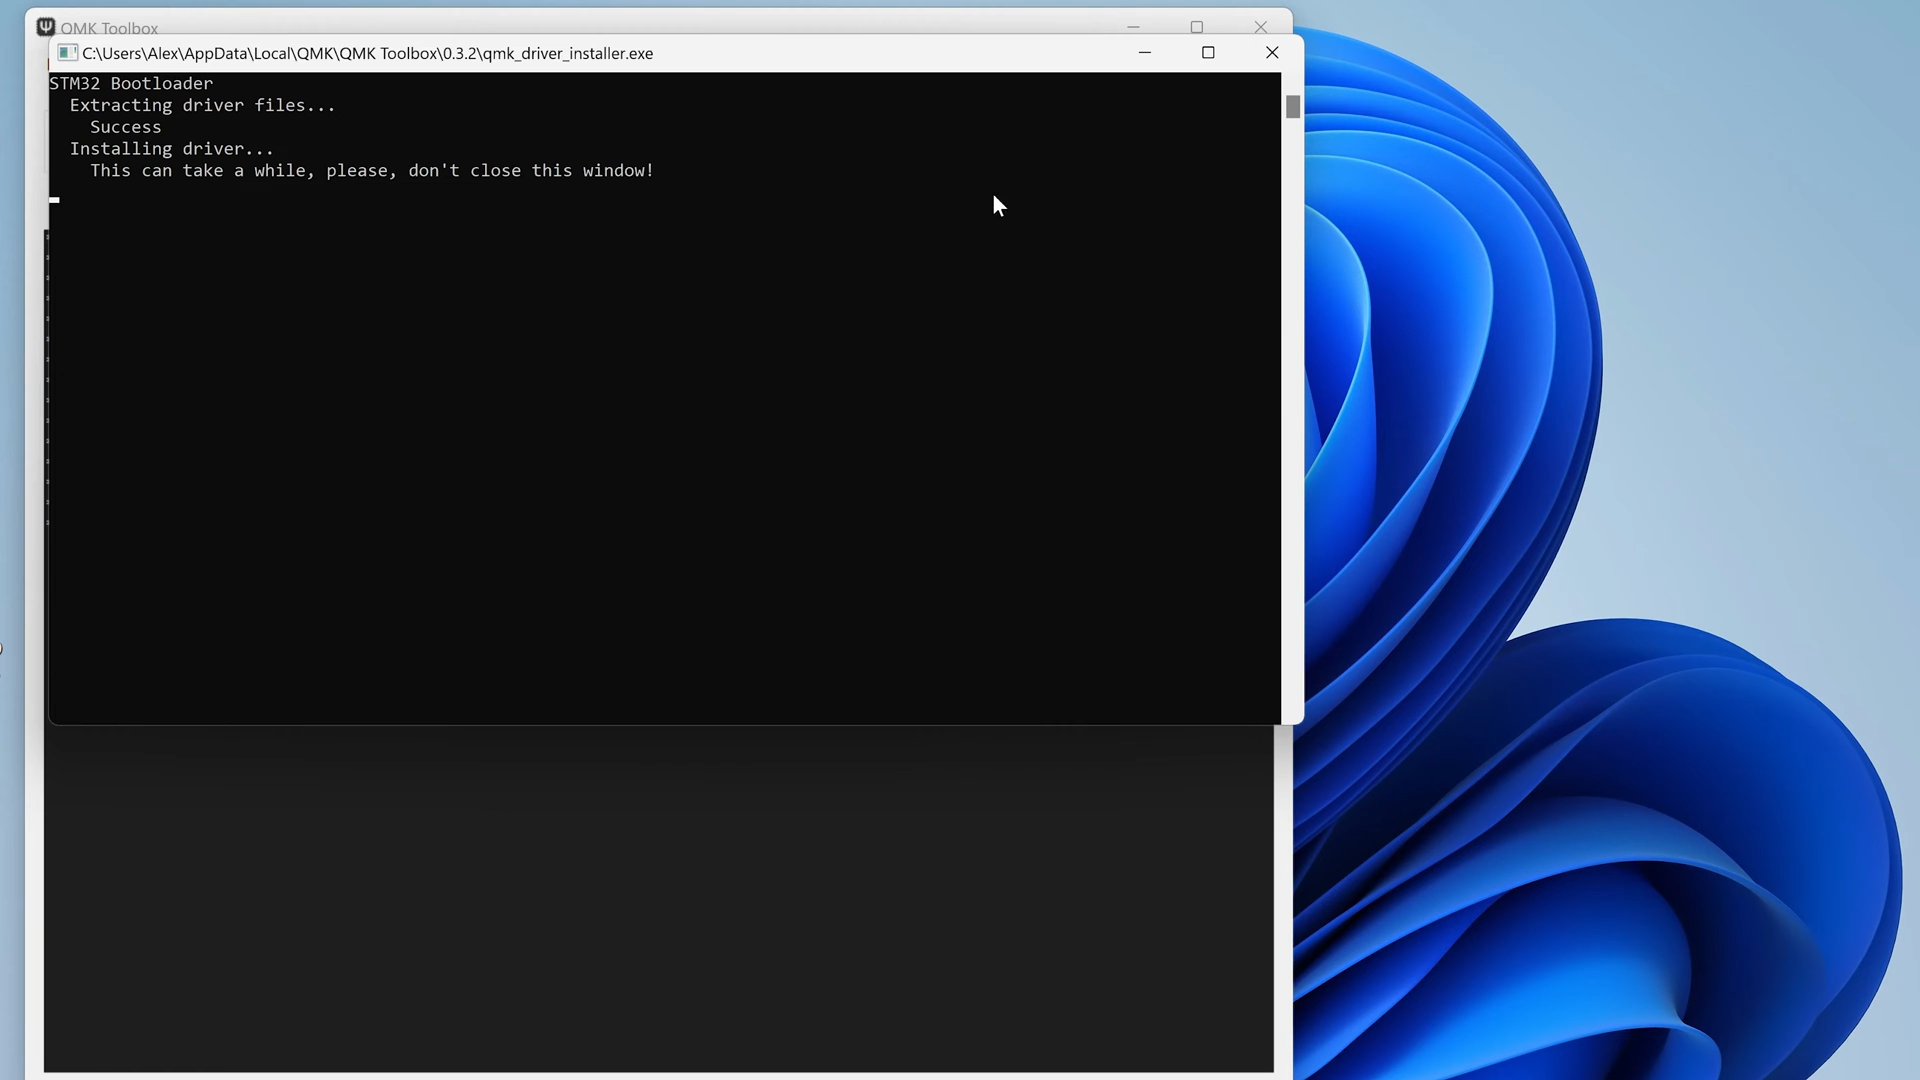 QMK Toolbox
C:\Users\Alex\AppData\Local\QMK\QMK Toolbox\0.3.2\qmk_driver_installer.exe
STM32 Bootloader
Extracting driver files...
Success
Installing driver...
This can take a while, please, don't close this window!